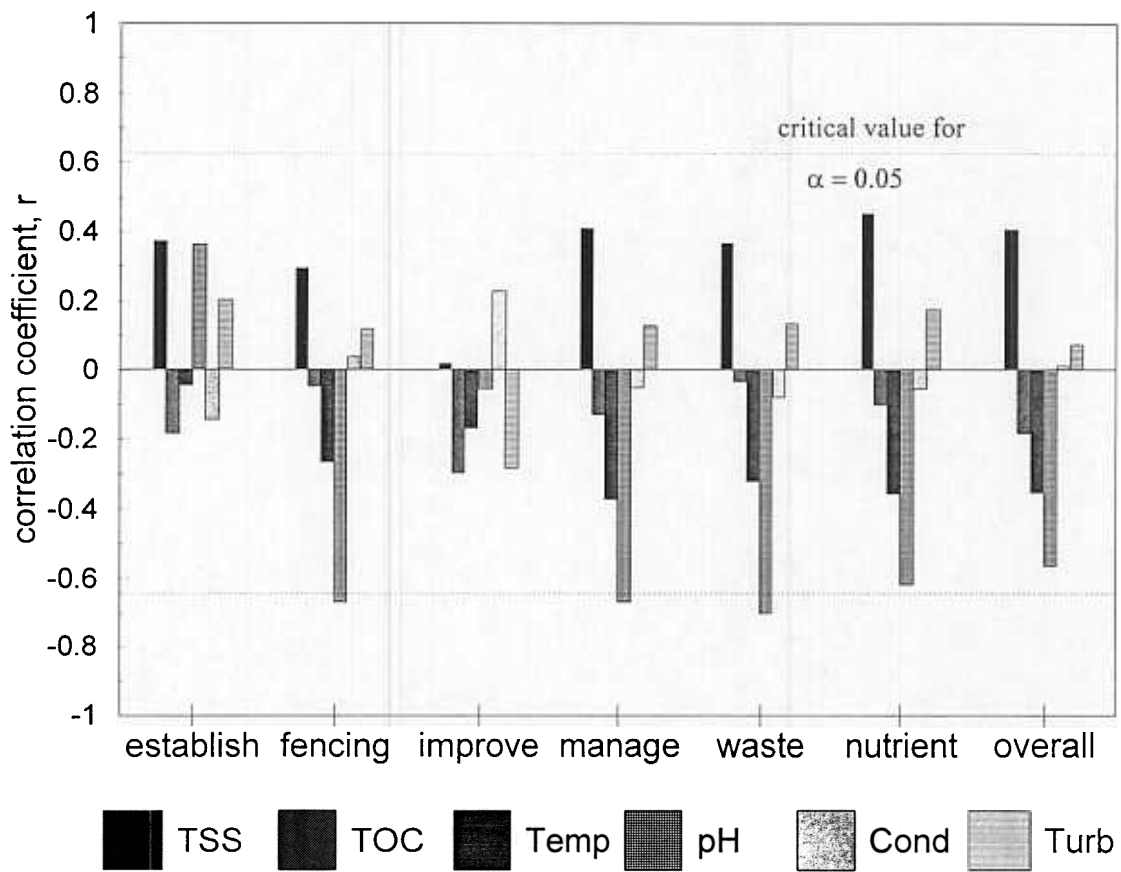 1
0.8
0.6
0.4
0.2
0
-0.2
-0.4
-0.6
-0.8
-1
correlation coefficient, r
critical value for
α = 0.05
establish fencing improve manage waste nutrient overall
TSS TOC Temp pH Cond Turb